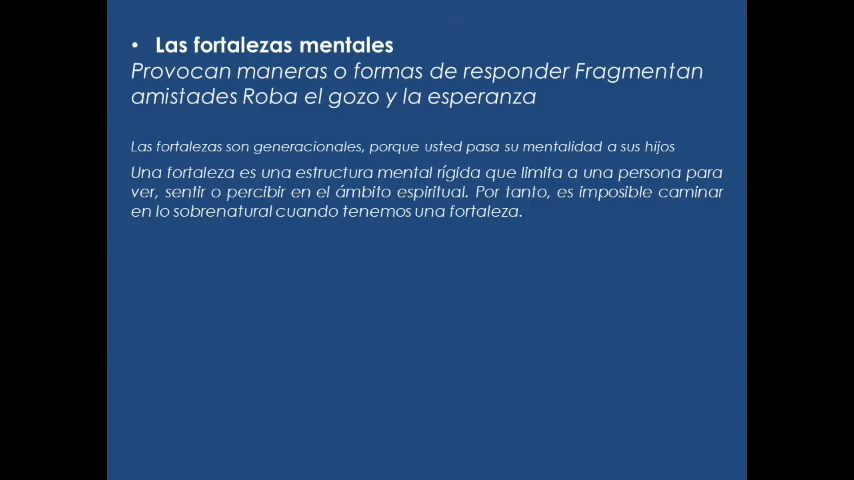 • Las fortalezas mentales
Provocan maneras o formas de responder Fragmentan
amistades Roba el gozo y la esperanza
Las fortalezas son generacionales, porque usted pasa su mentalidad a sus hijos
Una fortaleza es una estructura mental rígida que limita a una persona para
ver, sentir o percibir en el ámbito espiritual. Por tanto, es imposible caminar
en lo sobrenatural cuando tenemos una fortaleza.